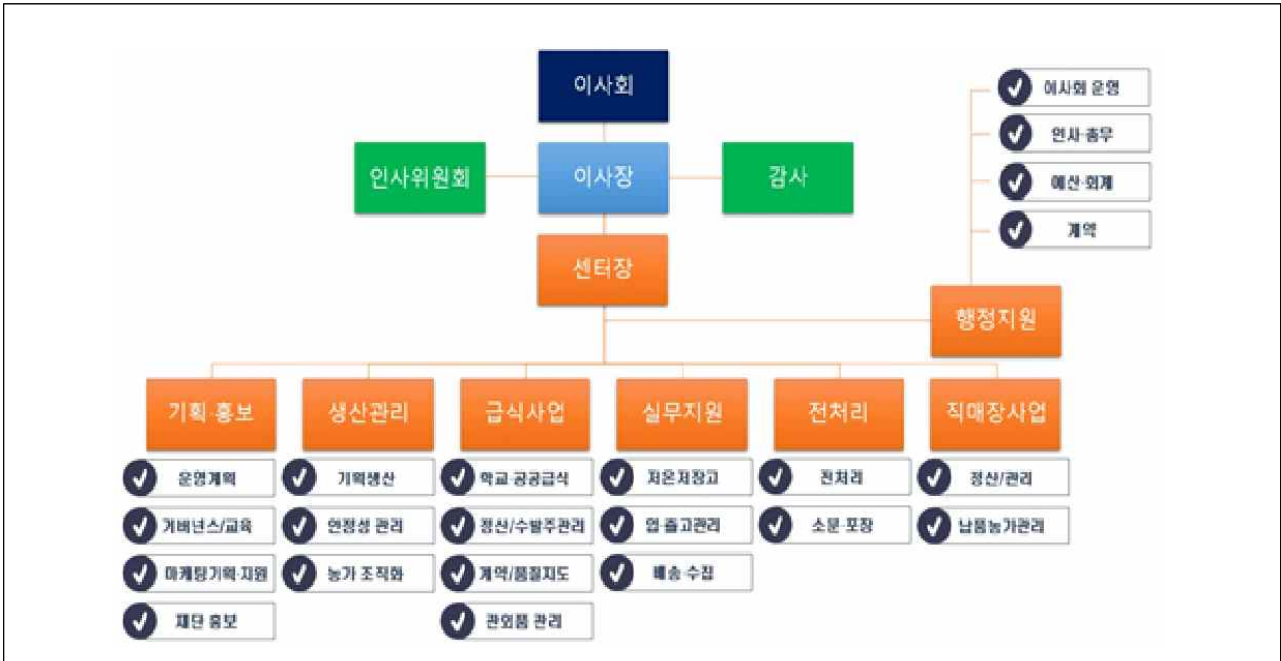 이사회
인사위원회
이사장
감사
센터장
행정지원
이사회 운영
인사·총무
예산·회계
계약
기획·홍보
운영계획
거버넌스/교육
마케팅기획·지원
재단 홍보
생산관리
기획생산
안정성 관리
농가 조직화
급식사업
학교·공공급식
정산/수발주관리
계약/품질지도
관외품 관리
실무지원
저온저장고
입·출고관리
배송·수집
전처리
전처리
소분·포장
직매장사업
정산/관리
납품농가관리